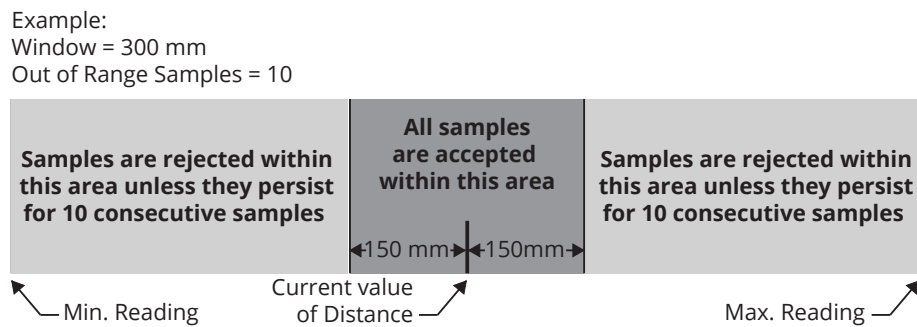 Example:
Window = 300 mm
Out of Range Samples = 10
Samples are rejected within
this area unless they persist
for 10 consecutive samples
All samples
are accepted
within this area
Samples are rejected within
this area unless they persist
for 10 consecutive samples
150 mm
150mm
Min. Reading
Current value
of Distance
Max. Reading